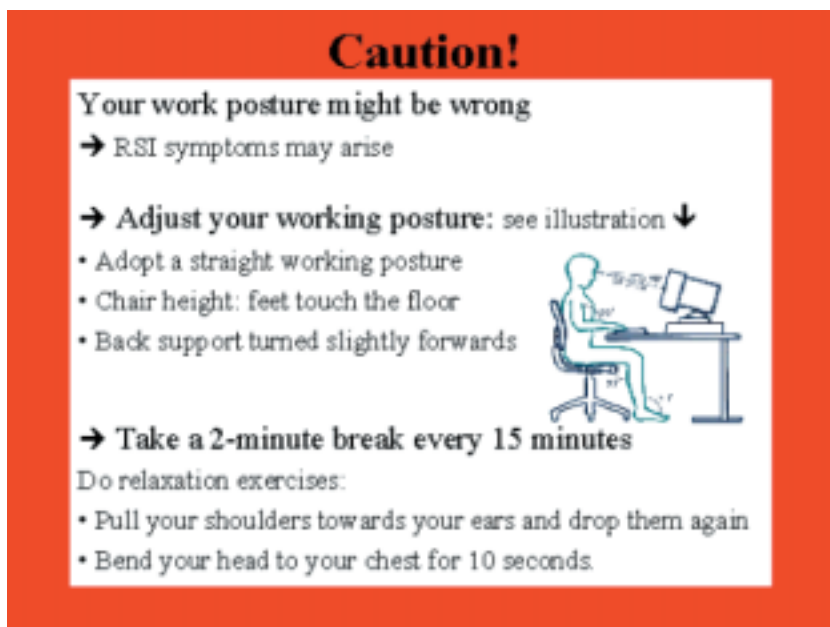 Caution!
Your work posture might be wrong
➔ RSI symptoms may arise
➔ Adjust your working posture: see illustration 🡻
• Adopt a straight working posture
• Chair height: feet touch the floor
• Back support turned slightly forwards
➔ Take a 2-minute break every 15 minutes
Do relaxation exercises:
• Pull your shoulders towards your ears and drop them again
• Bend your head to your chest for 10 seconds.